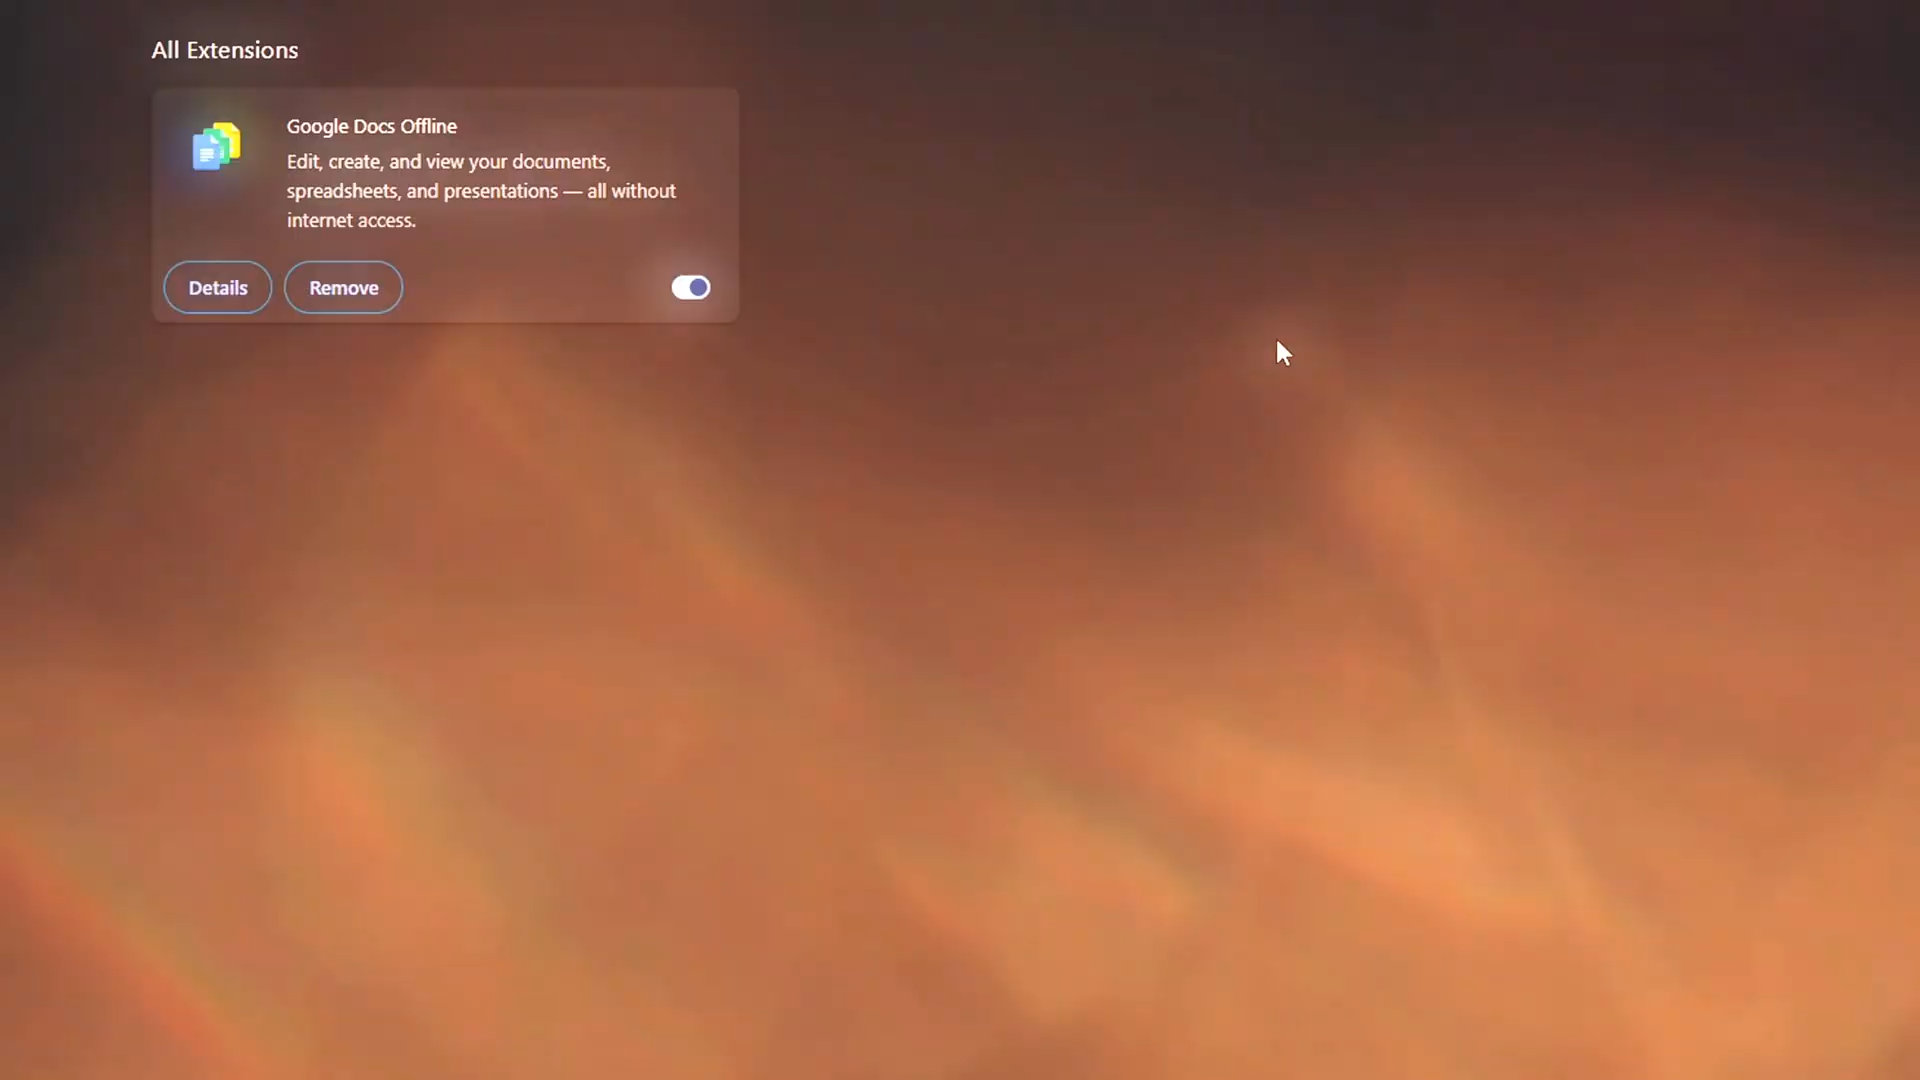 All Extensions
Google Docs Offline
Edit, create, and view your documents,
spreadsheets, and presentations — all without
internet access.
Details
Remove